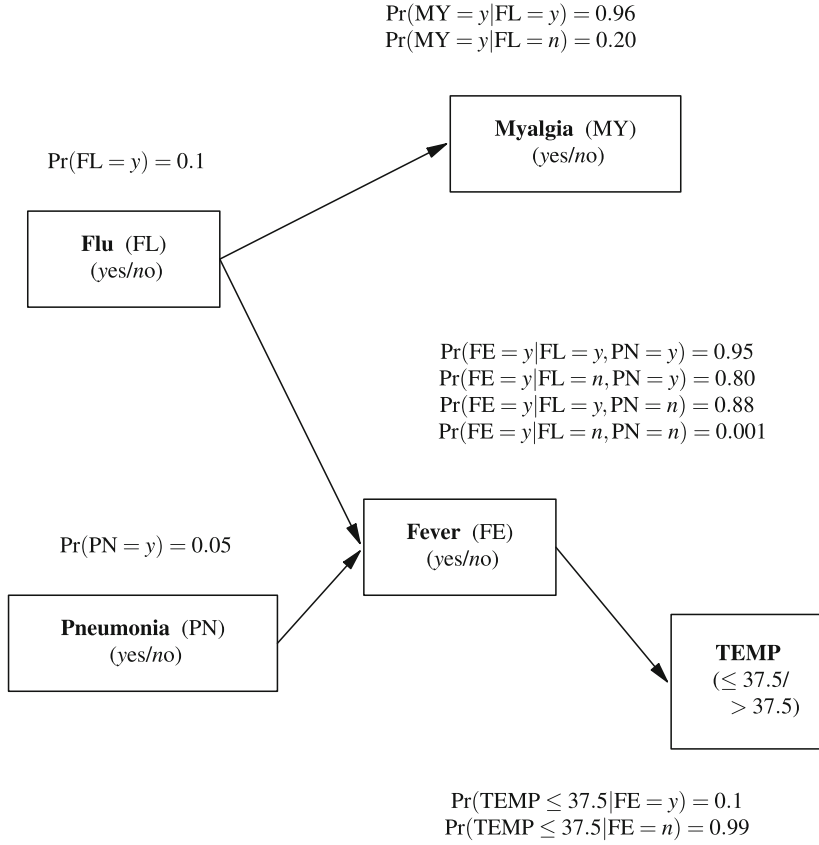 Pr(MY = y|FL = y) = 0.96
Pr(MY = y|FL = n) = 0.20
Myalgia (MY)
(yes/no)
Pr(FL = y) = 0.1
Flu (FL)
(yes/no)
Pr(FE = y|FL = y, PN = y) = 0.95
Pr(FE = y|FL = n, PN = y) = 0.80
Pr(FE = y|FL = y, PN = n) = 0.88
Pr(FE = y|FL = n, PN = n) = 0.001
Fever (FE)
(yes/no)
Pr(PN = y) = 0.05
Pneumonia (PN)
(yes/no)
TEMP
(≤ 37.5/
> 37.5)
Pr(TEMP ≤ 37.5|FE = y) = 0.1
Pr(TEMP ≤ 37.5|FE = n) = 0.99